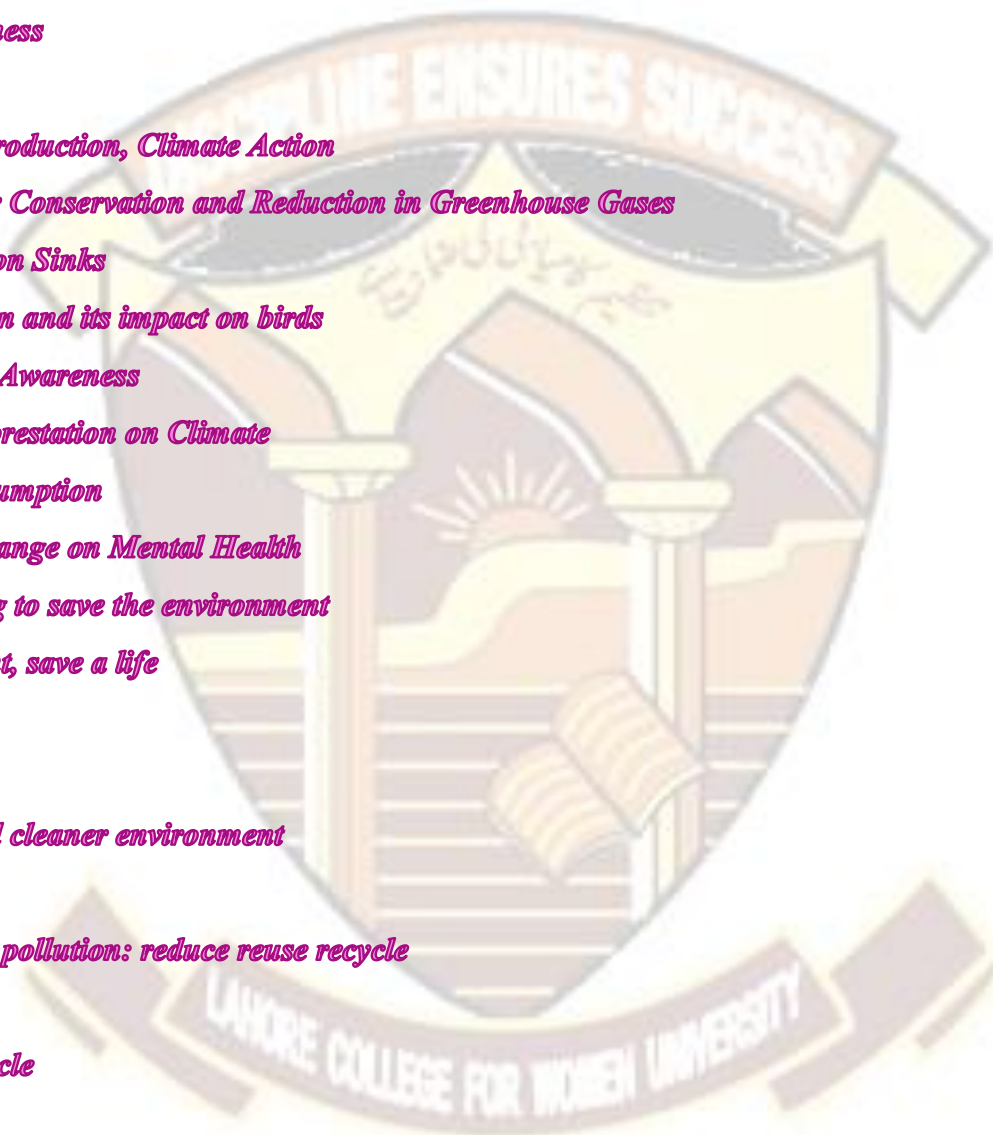 DISCIPLINE ENSURES SUCCESS
ness
roduction, Climate Action
r Conservation and Reduction in Greenhouse Gases
on Sinks
n and its impact on birds
Awareness
orestation on Climate
umption
ange on Mental Health
g to save the environment
t, save a life
l cleaner environment
pollution: reduce reuse recycle
LAHORE COLLEGE FOR WOMEN UNIVERSITY
cle